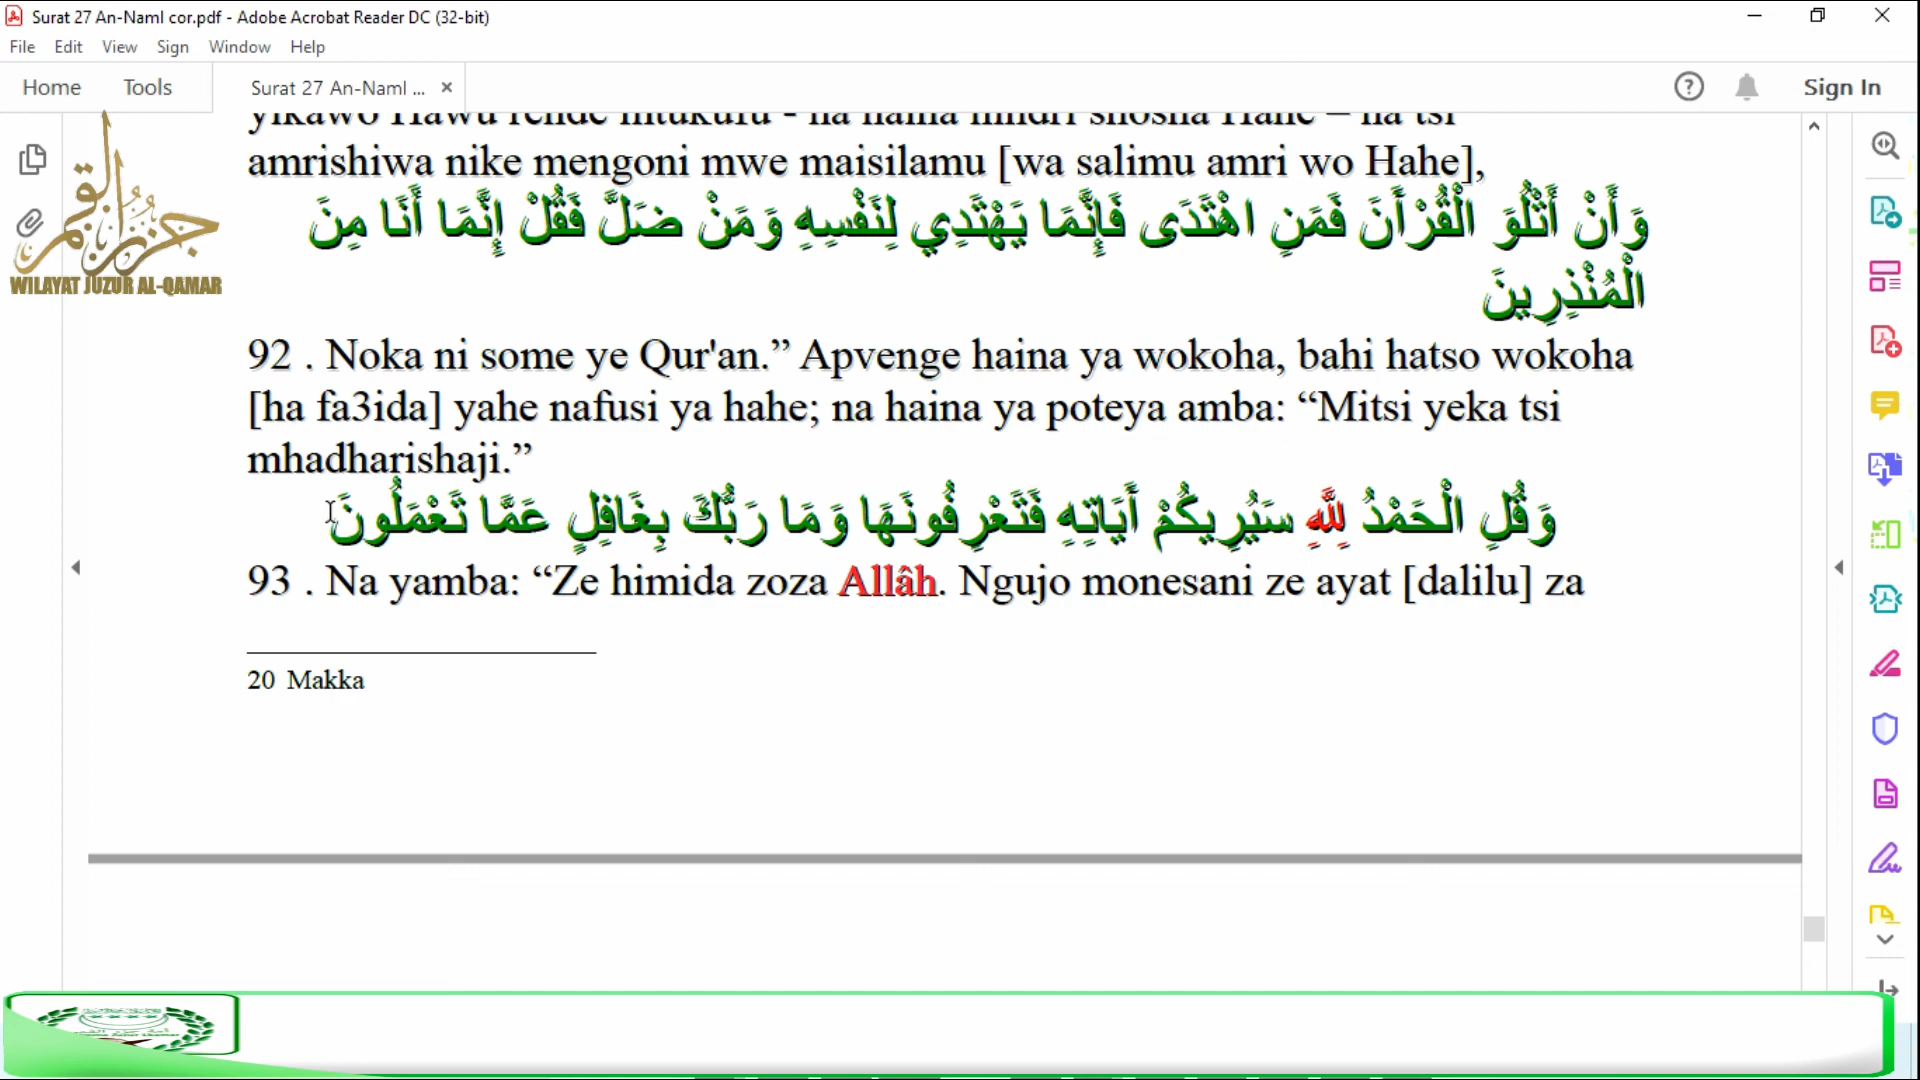 Surat 27 An-Naml cor.pdf - Adobe Acrobat Reader DC (32-bit)
File Edit View Sign Window Help
Home Tools Surat 27 An-Naml ... × Sign In
amrishiwa nike mengoni mwe maisilamu [wa salimu amri wo Hahe],
وَأَنْ أَتْلُوَ الْقُرْآنَ فَمَنِ اهْتَدَى فَإِنَّمَا يَهْتَدِي لِنَفْسِهِ وَمَنْ ضَلَّ فَقُلْ إِنَّمَا أَنَا مِنَ
الْمُنْذِرِينَ
WILAYAT JUZUR AL-QAMAR
92 . Noka ni some ye Qur'an.” Apvenge haina ya wokoha, bahi hatso wokoha
[ha fa3ida] yahe nafusi ya hahe; na haina ya poteya amba: “Mitsi yeka tsi
mhadharishaji.”
وَقُلِ الْحَمْدُ لِلَّهِ سَيُرِيكُمْ أَيَاتِهِ فَتَعْرِفُونَهَا وَمَا رَبُّكَ بِغَافِلٍ عَمَّا تَعْمَلُونَ
93 . Na yamba: “Ze himida zoza Allâh. Ngujo monesani ze ayat [dalilu] za
20 Makka